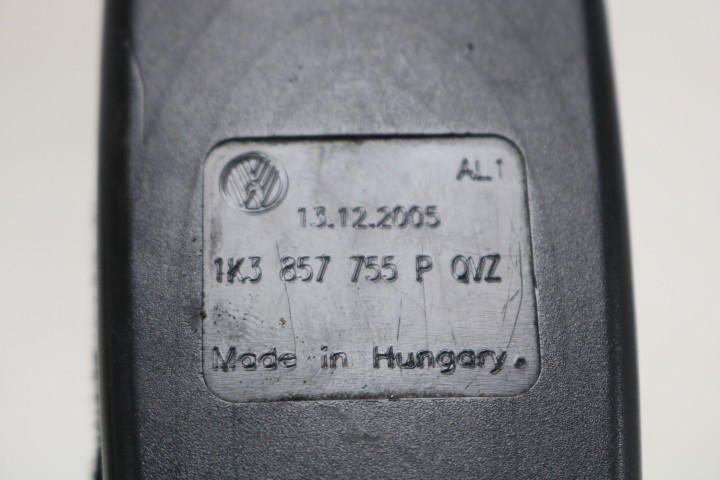 AL1
13.12.2005
1K3 857 755 P QVZ
Made in Hungary.